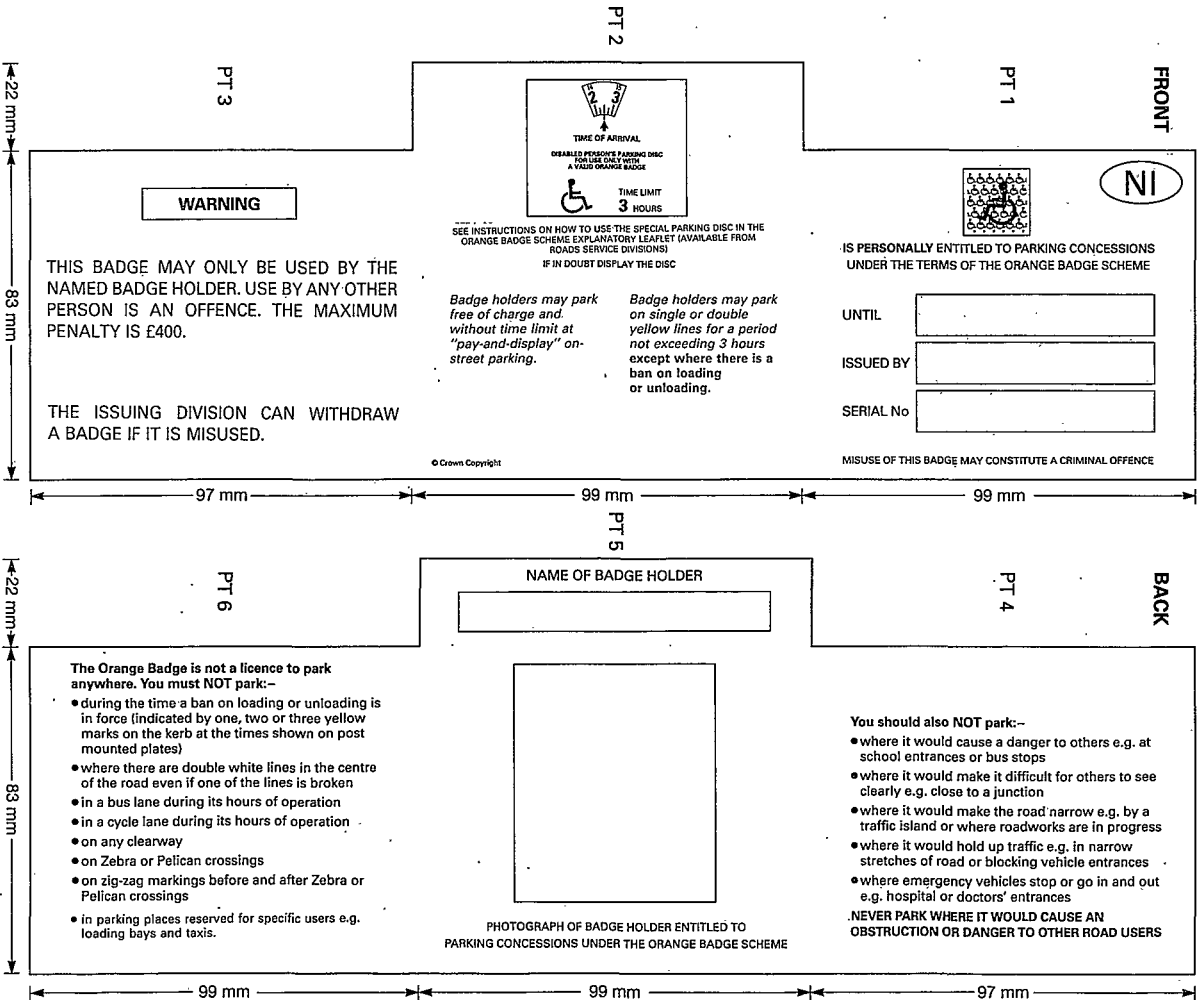 FRONT
PT 3
PT 2
PT 1
22 mm
83 mm
WARNING
THIS BADGE MAY ONLY BE USED BY THE
NAMED BADGE HOLDER. USE BY ANY OTHER
PERSON IS AN OFFENCE. THE MAXIMUM
PENALTY IS £400.
THE ISSUING DIVISION CAN WITHDRAW
A BADGE IF IT IS MISUSED.
2 3
TIME OF ARRIVAL
DISABLED PERSON'S PARKING DISC
FOR USE ONLY WITH
A VALID ORANGE BADGE
TIME LIMIT
3 HOURS
SEE INSTRUCTIONS ON HOW TO USE THE SPECIAL PARKING DISC IN THE
ORANGE BADGE SCHEME EXPLANATORY LEAFLET (AVAILABLE FROM
ROADS SERVICE DIVISIONS)
IF IN DOUBT DISPLAY THE DISC
Badge holders may park
free of charge and
without time limit at
"pay-and-display" on-
street parking.
Badge holders may park
on single or double
yellow lines for a period
not exceeding 3 hours
except where there is a
ban on loading
or unloading.
© Crown Copyright
NI
IS PERSONALLY ENTITLED TO PARKING CONCESSIONS
UNDER THE TERMS OF THE ORANGE BADGE SCHEME
UNTIL
ISSUED BY
SERIAL No
MISUSE OF THIS BADGE MAY CONSTITUTE A CRIMINAL OFFENCE
97 mm
99 mm
99 mm
BACK
PT 6
PT 5
PT 4
22 mm
83 mm
The Orange Badge is not a licence to park
anywhere. You must NOT park:–
• during the time a ban on loading or unloading is
in force (indicated by one, two or three yellow
marks on the kerb at the times shown on post
mounted plates)
• where there are double white lines in the centre
of the road even if one of the lines is broken
• in a bus lane during its hours of operation
• in a cycle lane during its hours of operation
• on any clearway
• on Zebra or Pelican crossings
• on zig-zag markings before and after Zebra or
Pelican crossings
• in parking places reserved for specific users e.g.
loading bays and taxis.
NAME OF BADGE HOLDER
PHOTOGRAPH OF BADGE HOLDER ENTITLED TO
PARKING CONCESSIONS UNDER THE ORANGE BADGE SCHEME
You should also NOT park:–
• where it would cause a danger to others e.g. at
school entrances or bus stops
• where it would make it difficult for others to see
clearly e.g. close to a junction
• where it would make the road narrow e.g. by a
traffic island or where roadworks are in progress
• where it would hold up traffic e.g. in narrow
stretches of road or blocking vehicle entrances
• where emergency vehicles stop or go in and out
e.g. hospital or doctors' entrances
NEVER PARK WHERE IT WOULD CAUSE AN
OBSTRUCTION OR DANGER TO OTHER ROAD USERS
99 mm
99 mm
97 mm